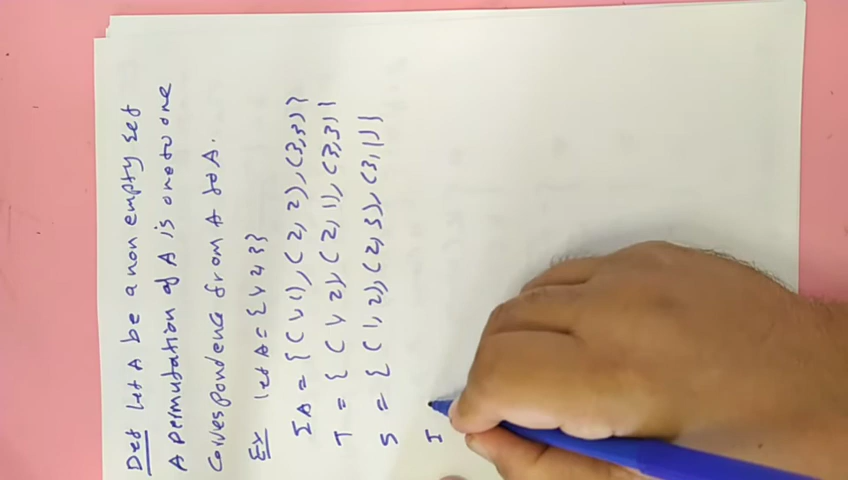 Def let A be a non empty set
A permutation of A is one to one
Correspondence from A to A.
Ex let A = {1,2,3}
IA = {(1,1),(2,2),(3,3)}
T = {(1,2),(2,1),(3,3)}
S = {(1,2),(2,3),(3,1)}
I